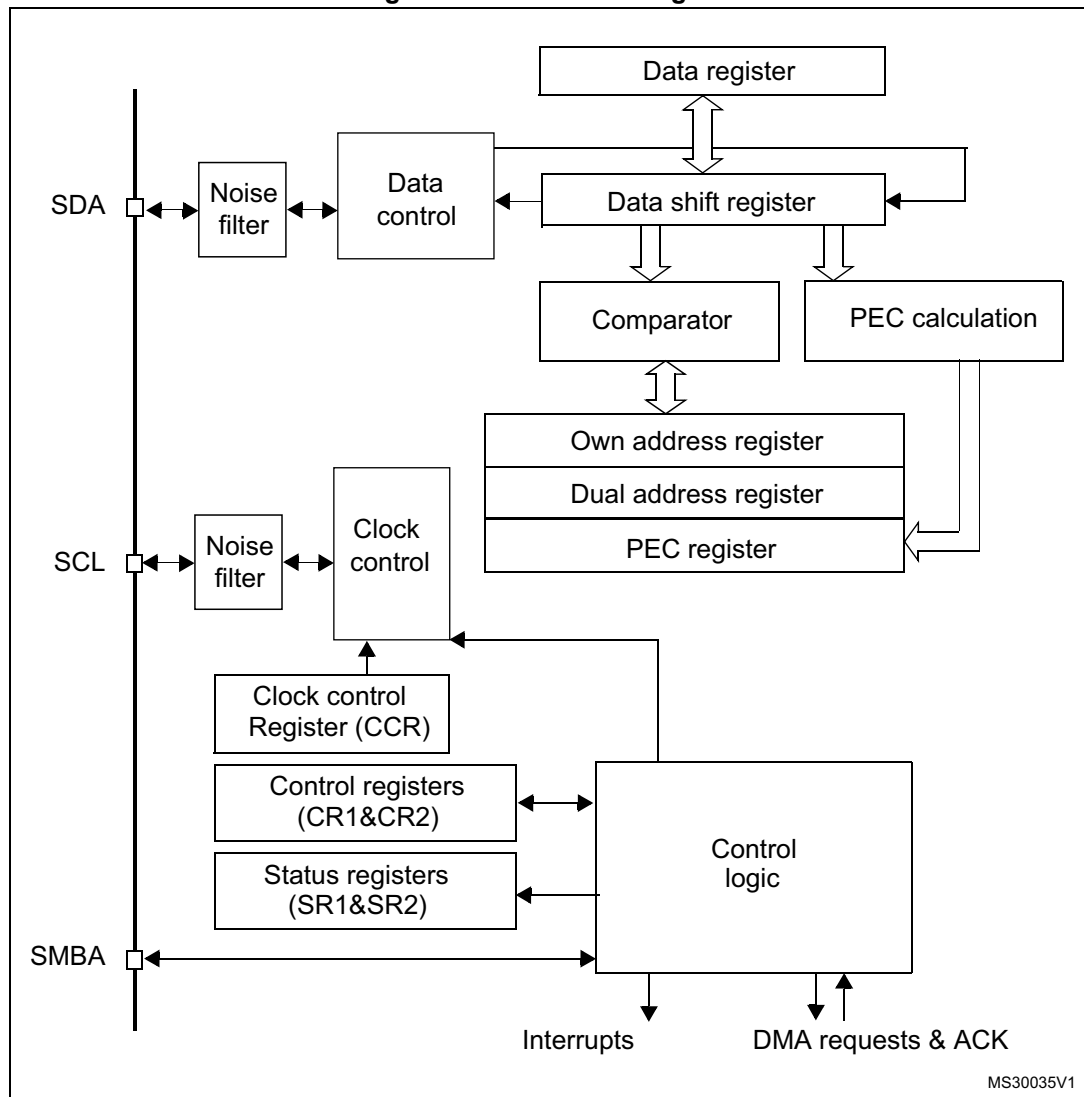 Data register
SDA
Noise
filter
Data
control
Data shift register
Comparator
PEC calculation
Own address register
Dual address register
PEC register
SCL
Noise
filter
Clock
control
Clock control
Register (CCR)
Control registers
(CR1&CR2)
Status registers
(SR1&SR2)
Control
logic
SMBA
Interrupts
DMA requests & ACK
MS30035V1